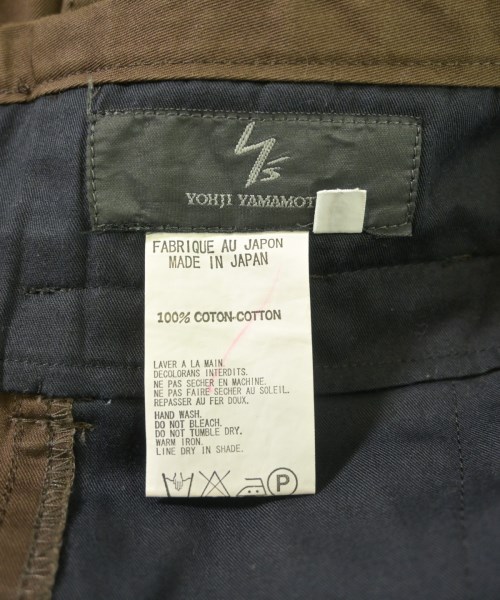 Y's
YOHJI YAMAMOT
FABRIQUE AU JAPON
MADE IN JAPAN
100% COTON-COTTON
LAVER A LA MAIN.
DECOLORANS INTERDITS.
NE PAS SECHER EN MACHINE.
NE PAS FAIRE SECHER AU SOLEIL.
REPASSER AU FER DOUX.
HAND WASH.
DO NOT BLEACH.
DO NOT TUMBLE DRY.
WARM IRON.
LINE DRY IN SHADE.
P